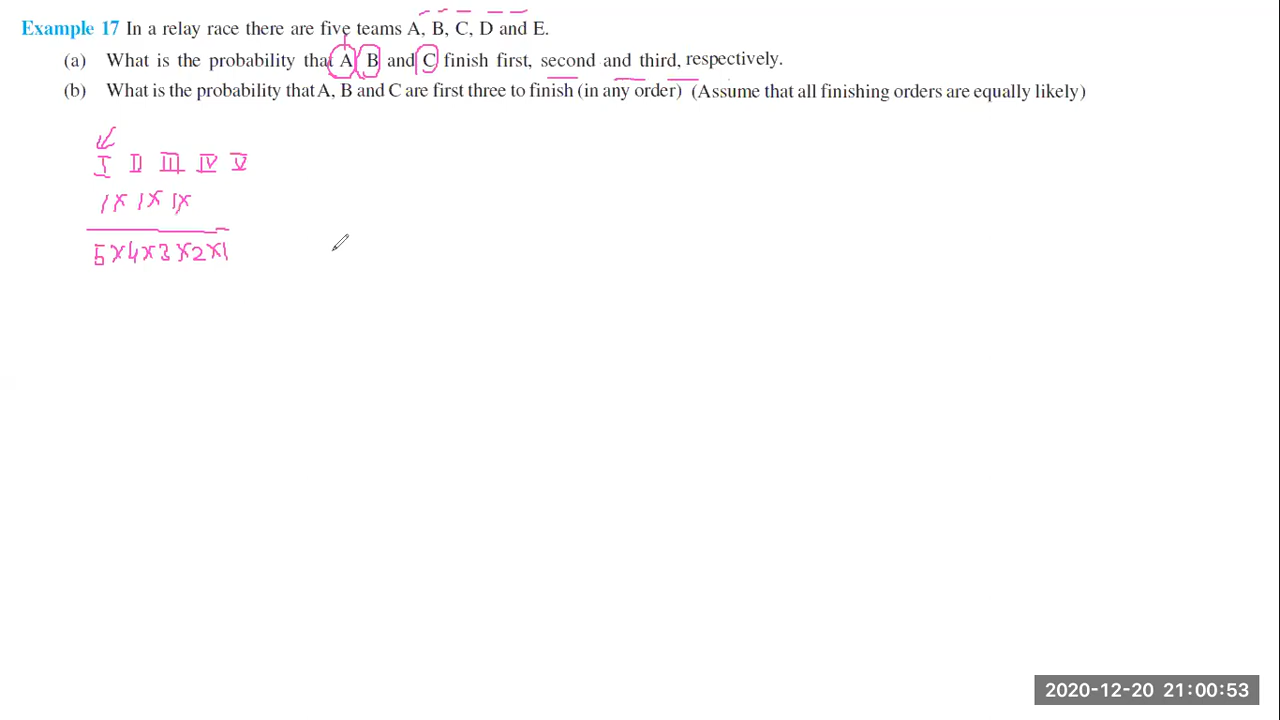 Example 17 In a relay race there are five teams A, B, C, D and E.
(a) What is the probability that A, B and C finish first, second and third, respectively.
(b) What is the probability that A, B and C are first three to finish (in any order) (Assume that all finishing orders are equally likely)
I II III IV V
1 × 1 × 1 ×
5 × 4 × 3 × 2 × 1
2020-12-20 21:00:53